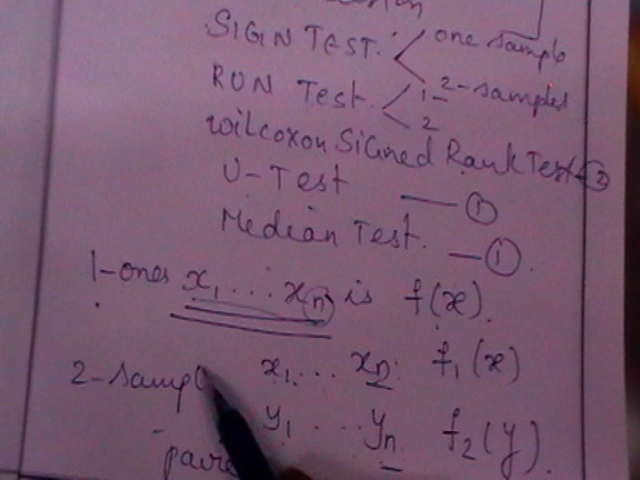 SIGN TEST. one sample
2-samples
RUN Test. 1
2
Wilcoxon Signed Rank Test - 2
U-Test — 1
Median Test. — 1.
1-ones x₁...xₙ is f(x).
2-sampl x₁... xₙ: f₁(x)
y₁ ... yₙ f₂(y).
paire